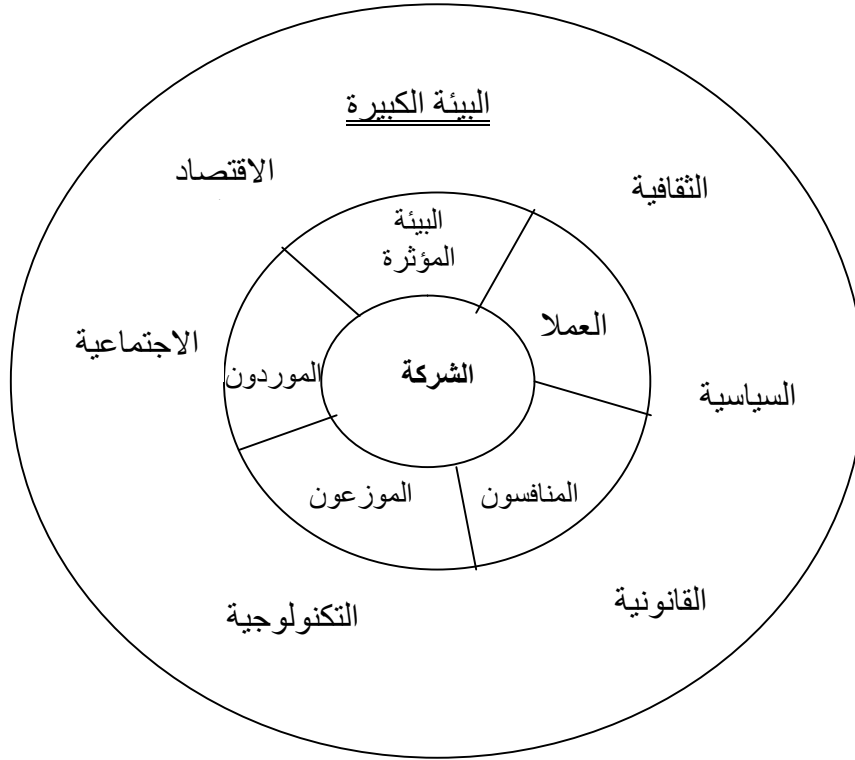 البيئة الكبيرة
الاقتصاد
الثقافية
البيئة
المؤثرة
العملا
الاجتماعية
الموردون
الشركة
السياسية
الموزعون
المنافسون
التكنولوجية
القانونية